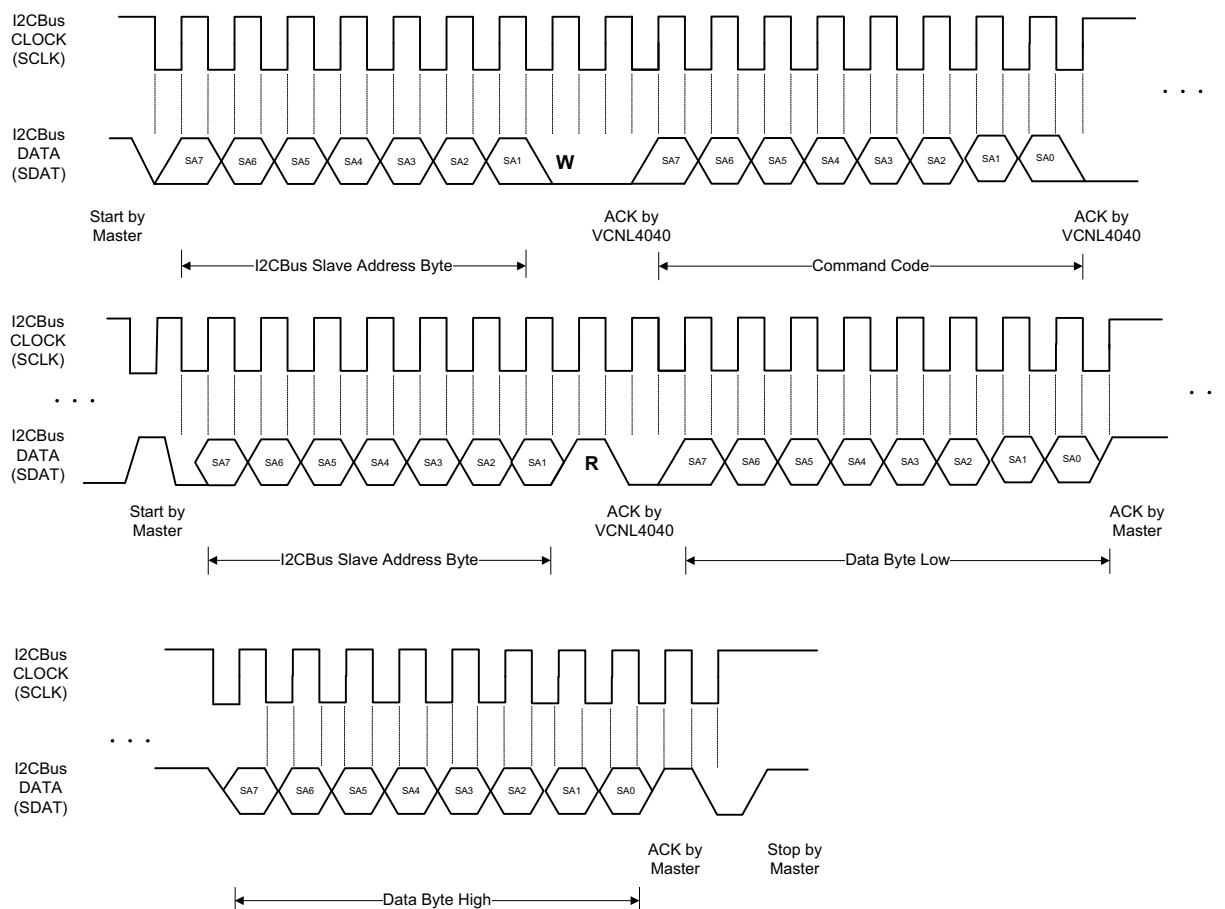 I2CBus
CLOCK
(SCLK)
. . .
I2CBus
DATA
(SDAT)
SA7 SA6 SA5 SA4 SA3 SA2 SA1 W SA7 SA6 SA5 SA4 SA3 SA2 SA1 SA0
Start by
Master
ACK by
VCNL4040
ACK by
VCNL4040
I2CBus Slave Address Byte
Command Code
I2CBus
CLOCK
(SCLK)
. . .
. . .
I2CBus
DATA
(SDAT)
SA7 SA6 SA5 SA4 SA3 SA2 SA1 R SA7 SA6 SA5 SA4 SA3 SA2 SA1 SA0
Start by
Master
ACK by
VCNL4040
ACK by
Master
I2CBus Slave Address Byte
Data Byte Low
I2CBus
CLOCK
(SCLK)
. . .
I2CBus
DATA
(SDAT)
SA7 SA6 SA5 SA4 SA3 SA2 SA1 SA0
ACK by
Master
Stop by
Master
Data Byte High